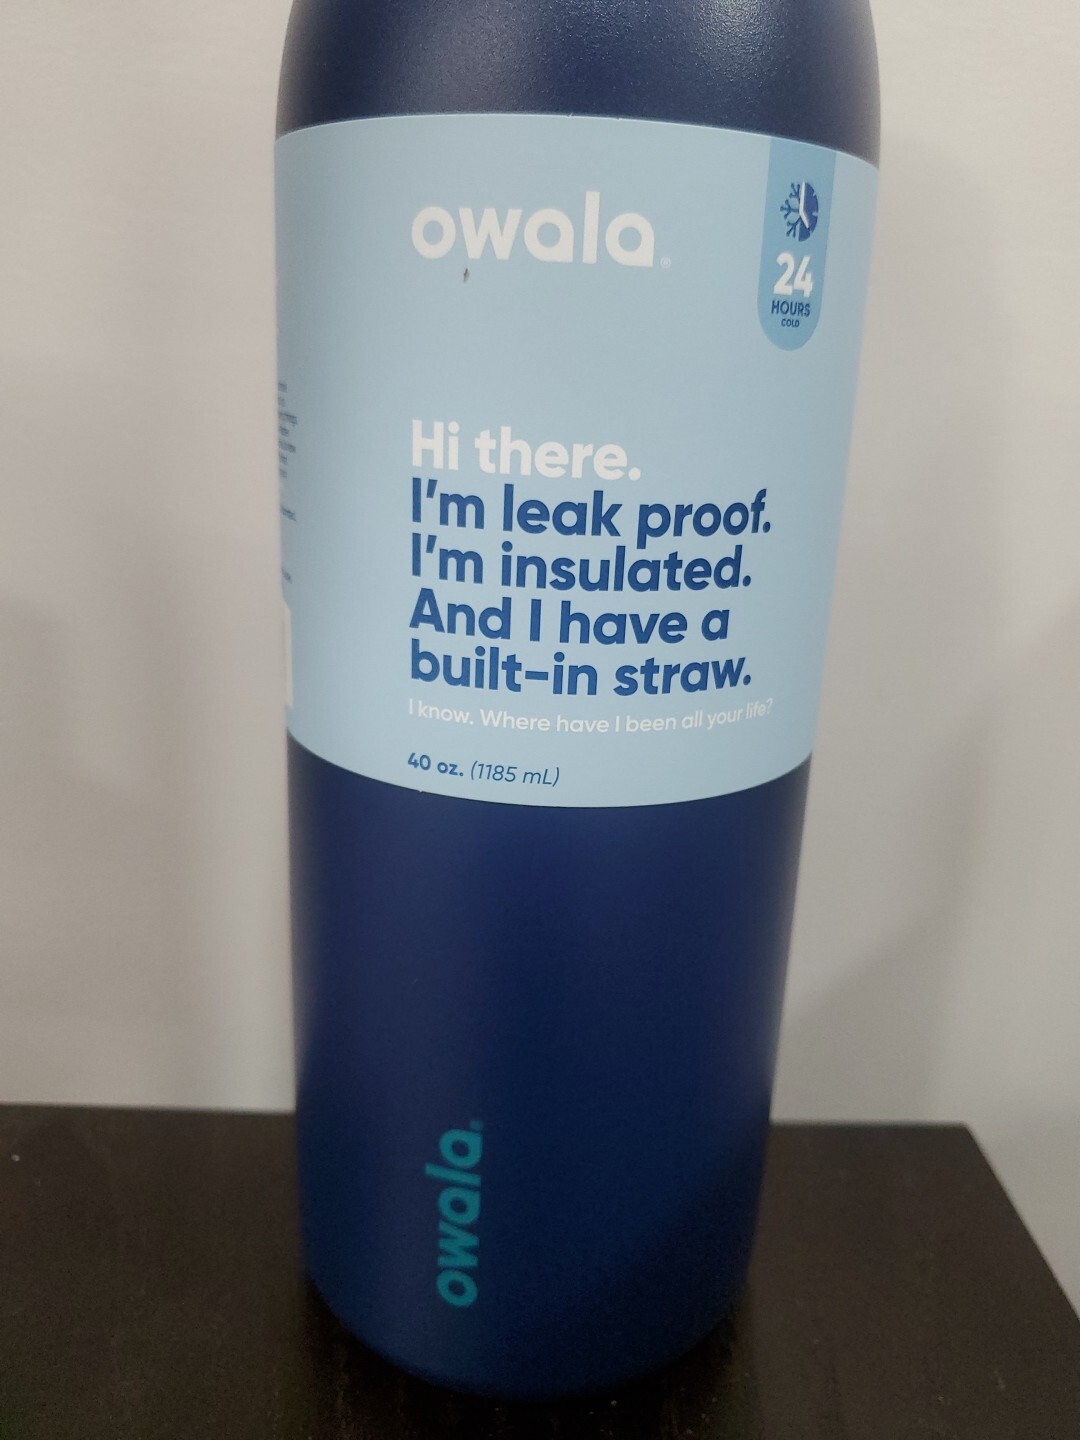 owala®
24
HOURS
COLD
Hi there.
I'm leak proof.
I'm insulated.
And I have a
built-in straw.
I know. Where have I been all your life?
40 oz. (1185 mL)
owala®